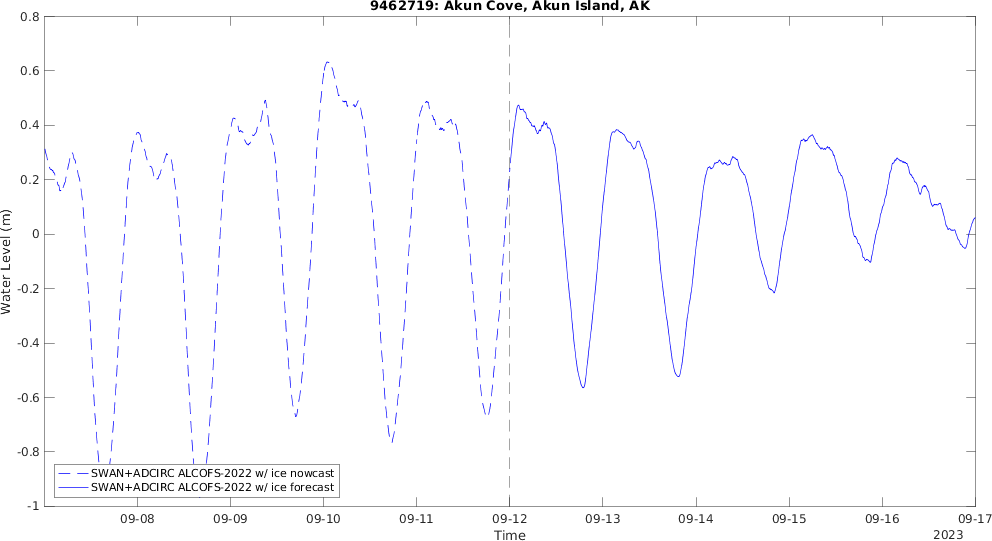 9462719: Akun Cove, Akun Island, AK
0.8
0.6
0.4
0.2
0
-0.2
-0.4
-0.6
-0.8
-1
Water Level (m)
SWAN+ADCIRC ALCOFS-2022 w/ ice nowcast
SWAN+ADCIRC ALCOFS-2022 w/ ice forecast
09-08 09-09 09-10 09-11 09-12 09-13 09-14 09-15 09-16 09-17
Time
2023